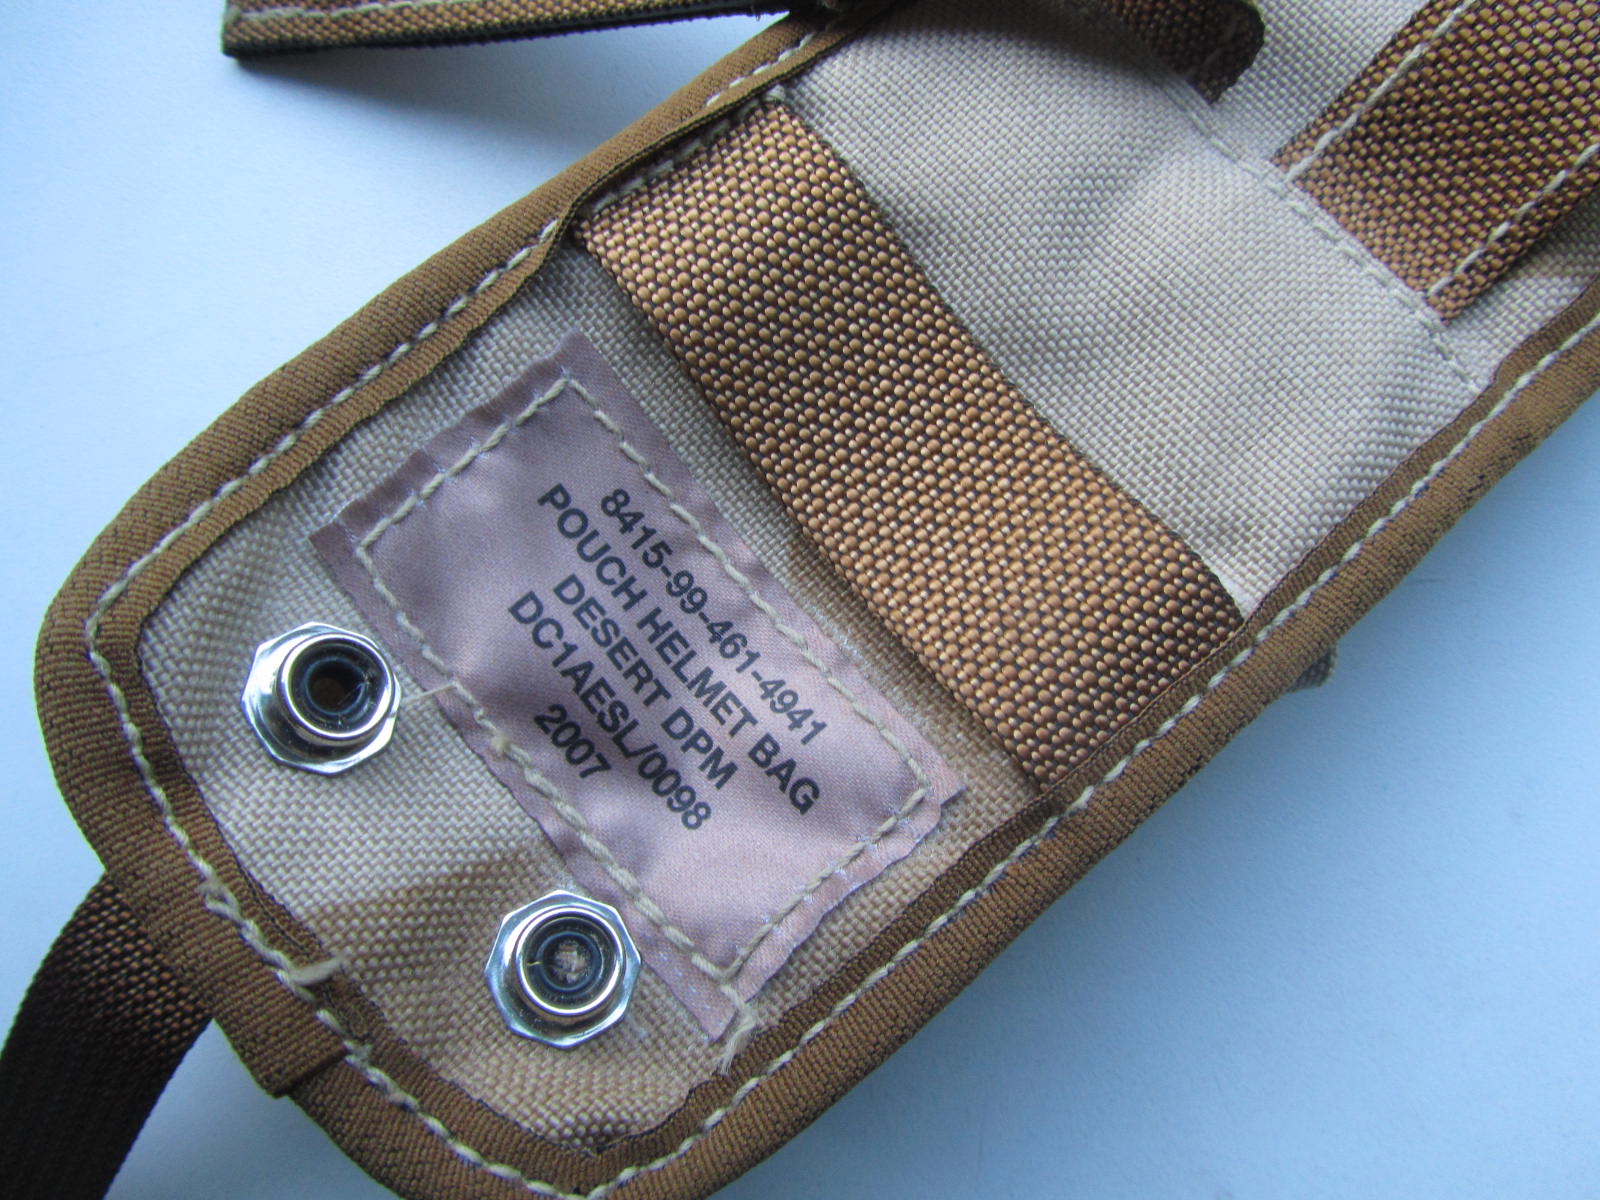 8415-99-461-4941
POUCH HELMET BAG
DESERT DPM
DC1AESL/0098
2007